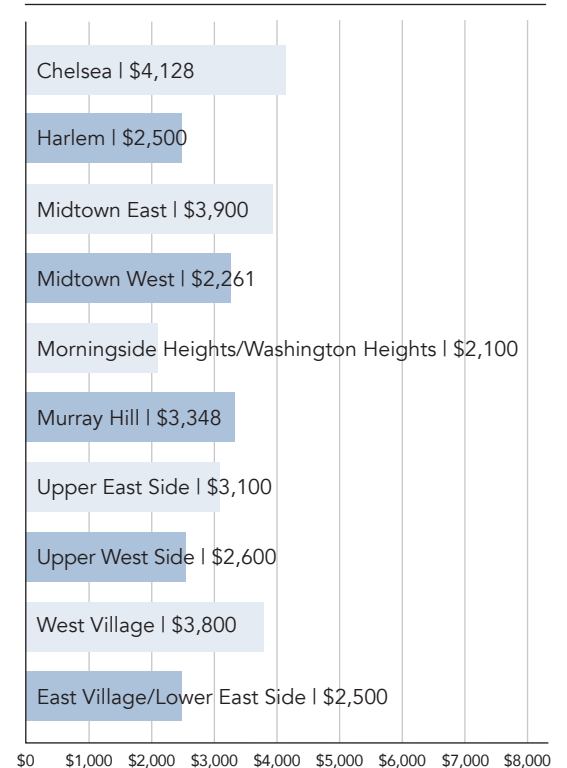 Chelsea | $4,128
Harlem | $2,500
Midtown East | $3,900
Midtown West | $2,261
Morningside Heights/Washington Heights | $2,100
Murray Hill | $3,348
Upper East Side | $3,100
Upper West Side | $2,600
West Village | $3,800
East Village/Lower East Side | $2,500
$0 $1,000 $2,000 $3,000 $4,000 $5,000 $6,000 $7,000 $8,000